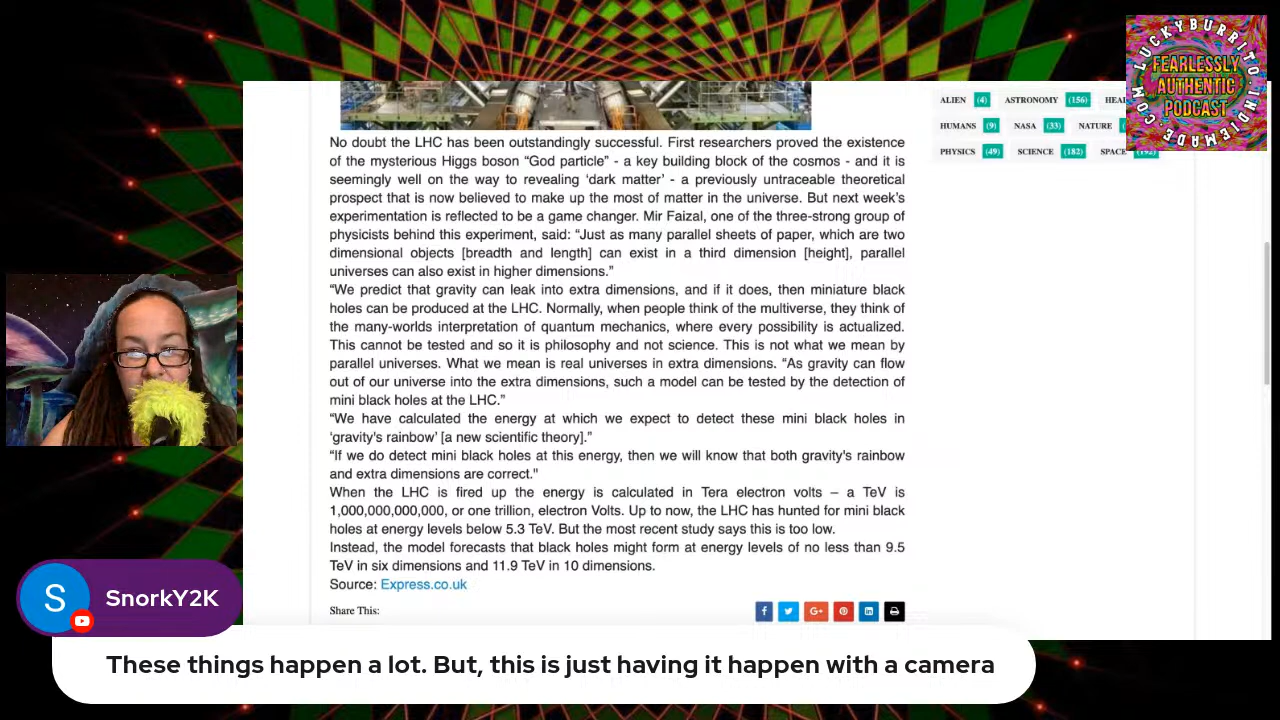 LUCKYBURRITO.INDIEMADE.COM
FEARLESSLY
AUTHENTIC
PODCAST
ALIEN (4) ASTRONOMY (156)
HUMANS (9) NASA (33) NATURE
PHYSICS (49) SCIENCE (182) SPACE
No doubt the LHC has been outstandingly successful. First researchers proved the existence
of the mysterious Higgs boson “God particle” - a key building block of the cosmos - and it is
seemingly well on the way to revealing ‘dark matter’ - a previously untraceable theoretical
prospect that is now believed to make up the most of matter in the universe. But next week’s
experimentation is reflected to be a game changer. Mir Faizal, one of the three-strong group of
physicists behind this experiment, said: “Just as many parallel sheets of paper, which are two
dimensional objects [breadth and length] can exist in a third dimension [height], parallel
universes can also exist in higher dimensions.”
“We predict that gravity can leak into extra dimensions, and if it does, then miniature black
holes can be produced at the LHC. Normally, when people think of the multiverse, they think of
the many-worlds interpretation of quantum mechanics, where every possibility is actualized.
This cannot be tested and so it is philosophy and not science. This is not what we mean by
parallel universes. What we mean is real universes in extra dimensions. “As gravity can flow
out of our universe into the extra dimensions, such a model can be tested by the detection of
mini black holes at the LHC.”
“We have calculated the energy at which we expect to detect these mini black holes in
‘gravity's rainbow’ [a new scientific theory].”
“If we do detect mini black holes at this energy, then we will know that both gravity's rainbow
and extra dimensions are correct."
When the LHC is fired up the energy is calculated in Tera electron volts – a TeV is
1,000,000,000,000, or one trillion, electron Volts. Up to now, the LHC has hunted for mini black
holes at energy levels below 5.3 TeV. But the most recent study says this is too low.
Instead, the model forecasts that black holes might form at energy levels of no less than 9.5
TeV in six dimensions and 11.9 TeV in 10 dimensions.
Source: Express.co.uk
Share This:
S SnorkY2K
These things happen a lot. But, this is just having it happen with a camera